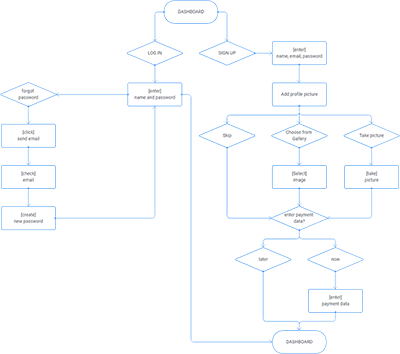 DASHBOARD
LOG IN
SIGN UP
[enter]
name, email, password
forgot
password
[enter]
name and password
Add profile picture
[click]
send email
Skip
Choose from
Gallery
Take picture
[check]
email
[Select]
image
[take]
picture
[create]
new password
enter payment
data?
later
now
[enter]
payment data
DASHBOARD